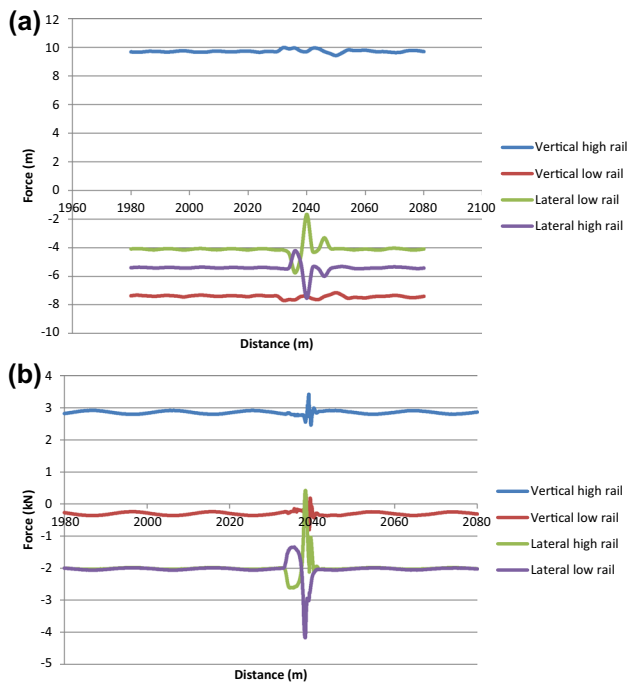 (a)
12
10
8
6
4
2
0
-2
-4
-6
-8
-10
1960 1980 2000 2020 2040 2060 2080 2100
Force (m)
Distance (m)
Vertical high rail
Vertical low rail
Lateral low rail
Lateral high rail
(b)
4
3
2
1
0
-1
-2
-3
-4
-5
1980 2000 2020 2040 2060 2080
Force (kN)
Distance (m)
Vertical high rail
Vertical low rail
Lateral high rail
Lateral low rail